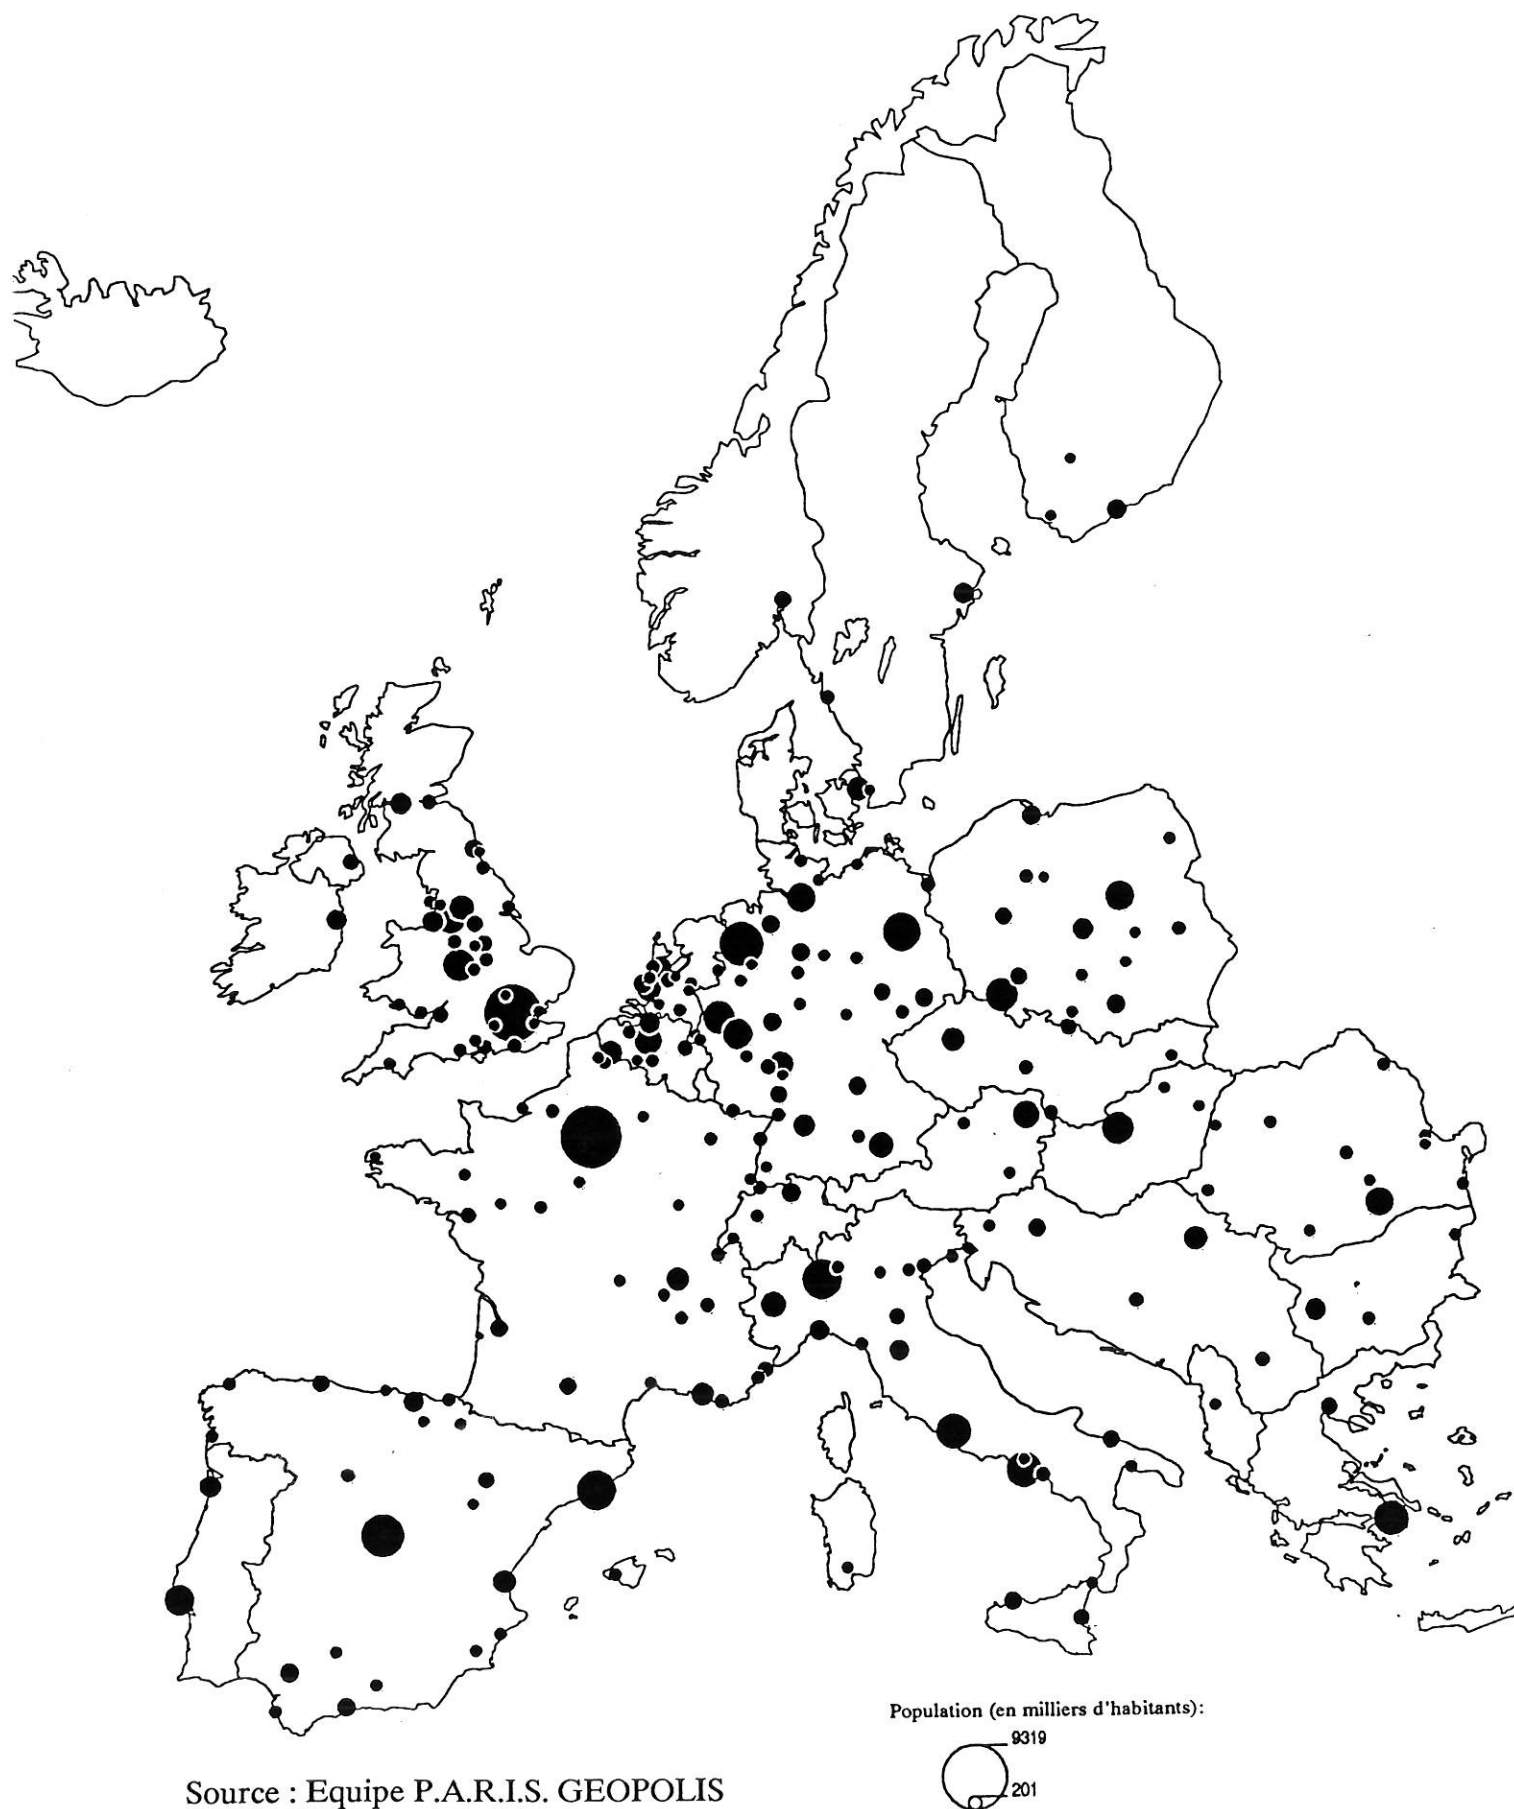 Population (en milliers d'habitants):
9319
201
Source : Equipe P.A.R.I.S. GEOPOLIS